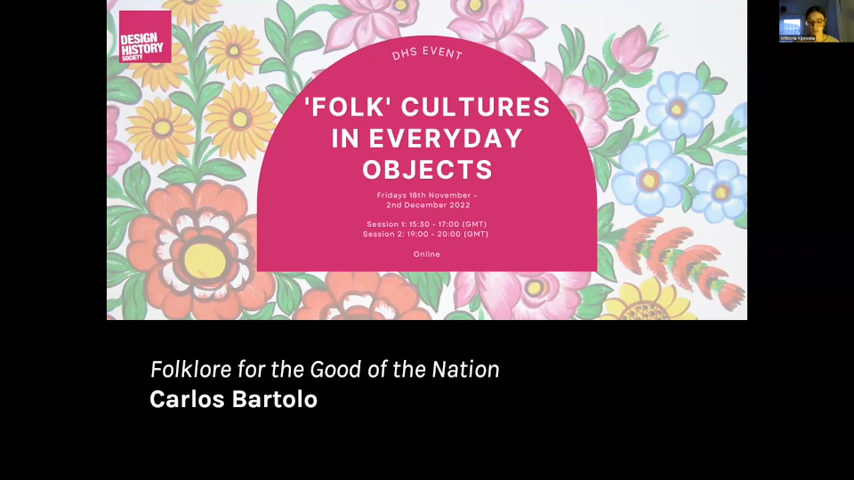 DESIGN
HISTORY
SOCIETY
DHS EVENT
'FOLK' CULTURES
IN EVERYDAY
OBJECTS
Fridays 18th November -
2nd December 2022
Session 1: 15:30 - 17:00 (GMT)
Session 2: 19:00 - 20:00 (GMT)
Online
Folklore for the Good of the Nation
Carlos Bartolo